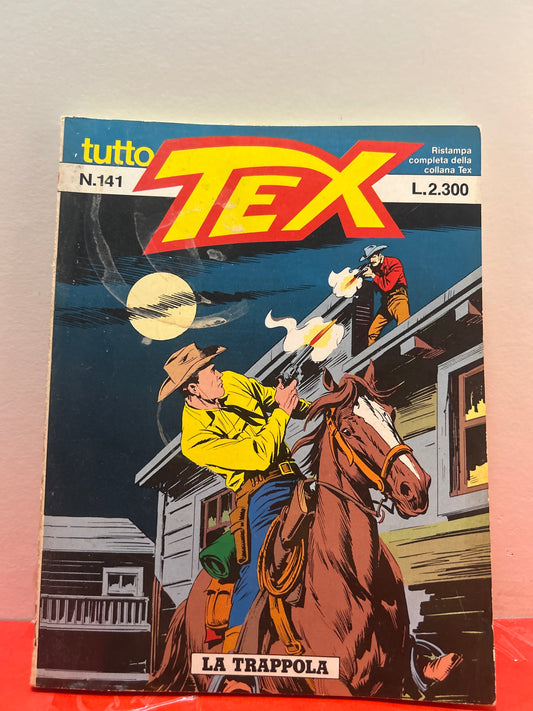 tutto
TEX
N.141
Ristampa
completa della
collana Tex
L.2.300
LA TRAPPOLA